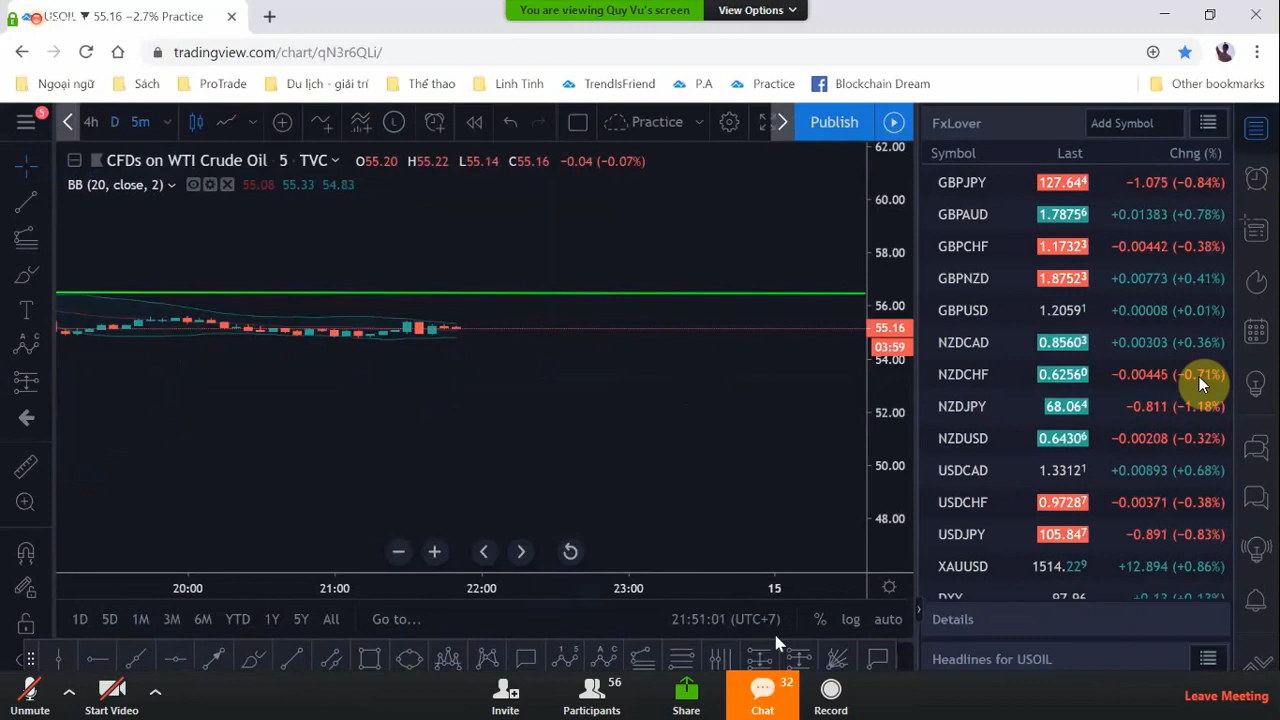 You are viewing Quy Vu's screen View Options
USOIL ▼ 55.16 −2.7% Practice
tradingview.com/chart/qN3r6QLi/
Ngoại ngữ Sách ProTrade Du lịch - giải trí Thể thao Linh Tinh TrendIsFriend P.A Practice Blockchain Dream Other bookmarks
5 4h D 5m L Practice Publish
CFDs on WTI Crude Oil 5 TVC O55.20 H55.22 L55.14 C55.16 −0.04 (−0.07%)
BB (20, close, 2) 55.08 55.33 54.83
62.00
60.00
58.00
56.00
55.16
03:59
54.00
52.00
50.00
48.00
20:00 21:00 22:00 23:00 15
1D 5D 1M 3M 6M YTD 1Y 5Y All Go to... 21:51:01 (UTC+7) % log auto
FxLover Add Symbol
Symbol Last Chng (%)
GBPJPY 127.64⁴ −1.075 (−0.84%)
GBPAUD 1.7875⁶ +0.01383 (+0.78%)
GBPCHF 1.1732³ −0.00442 (−0.38%)
GBPNZD 1.8752³ +0.00773 (+0.41%)
GBPUSD 1.2059¹ +0.00008 (+0.01%)
NZDCAD 0.8560³ +0.00303 (+0.36%)
NZDCHF 0.6256⁰ −0.00445 (−0.71%)
NZDJPY 68.06⁴ −0.811 (−1.18%)
NZDUSD 0.6430⁶ −0.00208 (−0.32%)
USDCAD 1.3312¹ +0.00893 (+0.68%)
USDCHF 0.9728⁷ −0.00371 (−0.38%)
USDJPY 105.84⁷ −0.891 (−0.83%)
XAUUSD 1514.22⁹ +12.894 (+0.86%)
DXY 97.96 +0.13 (+0.13%)
Details
Headlines for USOIL
Unmute Start Video Invite Participants 56 Share Chat 32 Record Leave Meeting